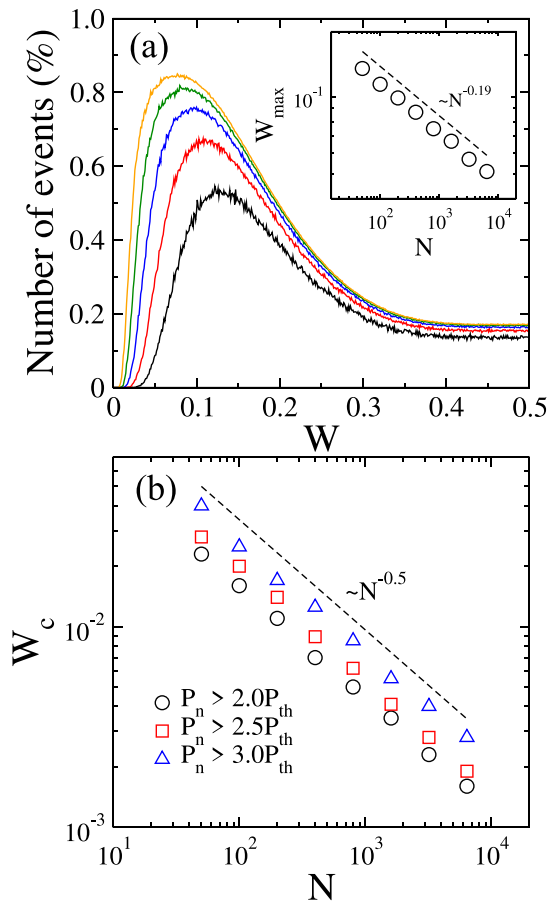 (a)
Number of events (%)
1.0
0.8
0.6
0.4
0.2
0
0 0.1 0.2 0.3 0.4 0.5
W
W_max
10^-1
~N^-0.19
10^2 10^3 10^4
N
(b)
W_c
10^-2
10^-3
~N^-0.5
P_n > 2.0P_th
P_n > 2.5P_th
P_n > 3.0P_th
10^1 10^2 10^3 10^4
N